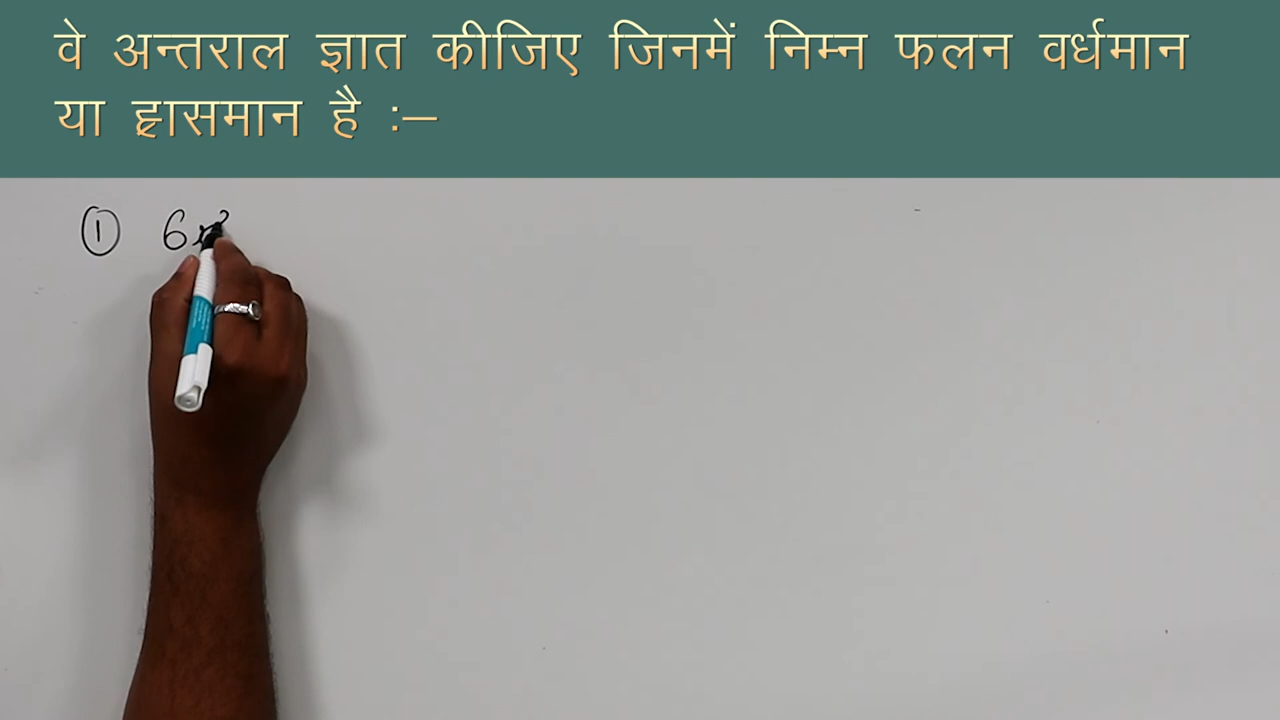 वे अन्तराल ज्ञात कीजिए जिनमें निम्न फलन वर्धमान
या ह्रासमान है :–
① 6